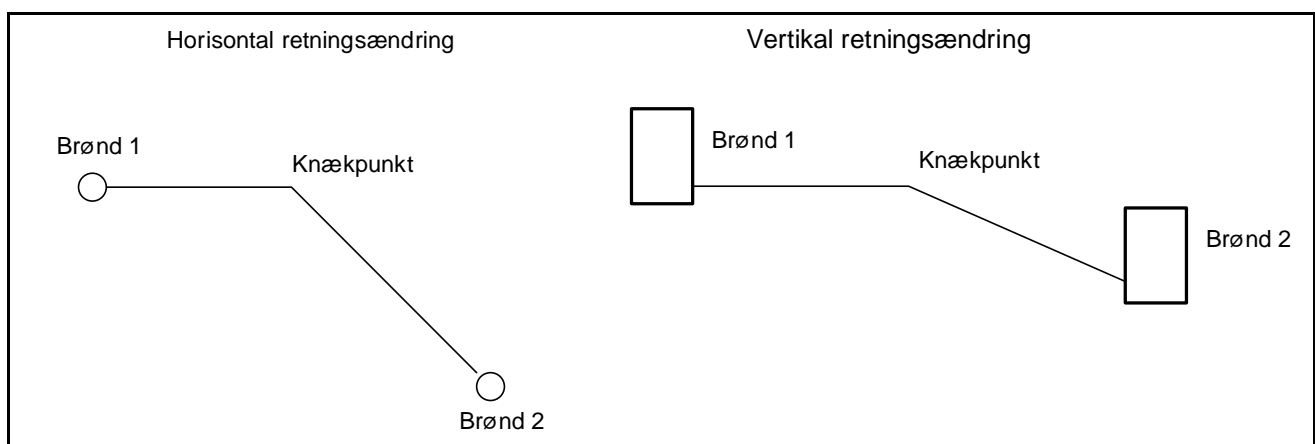 Horisontal retningsændring
Brønd 1
Knækpunkt
Brønd 2
Vertikal retningsændring
Brønd 1
Knækpunkt
Brønd 2